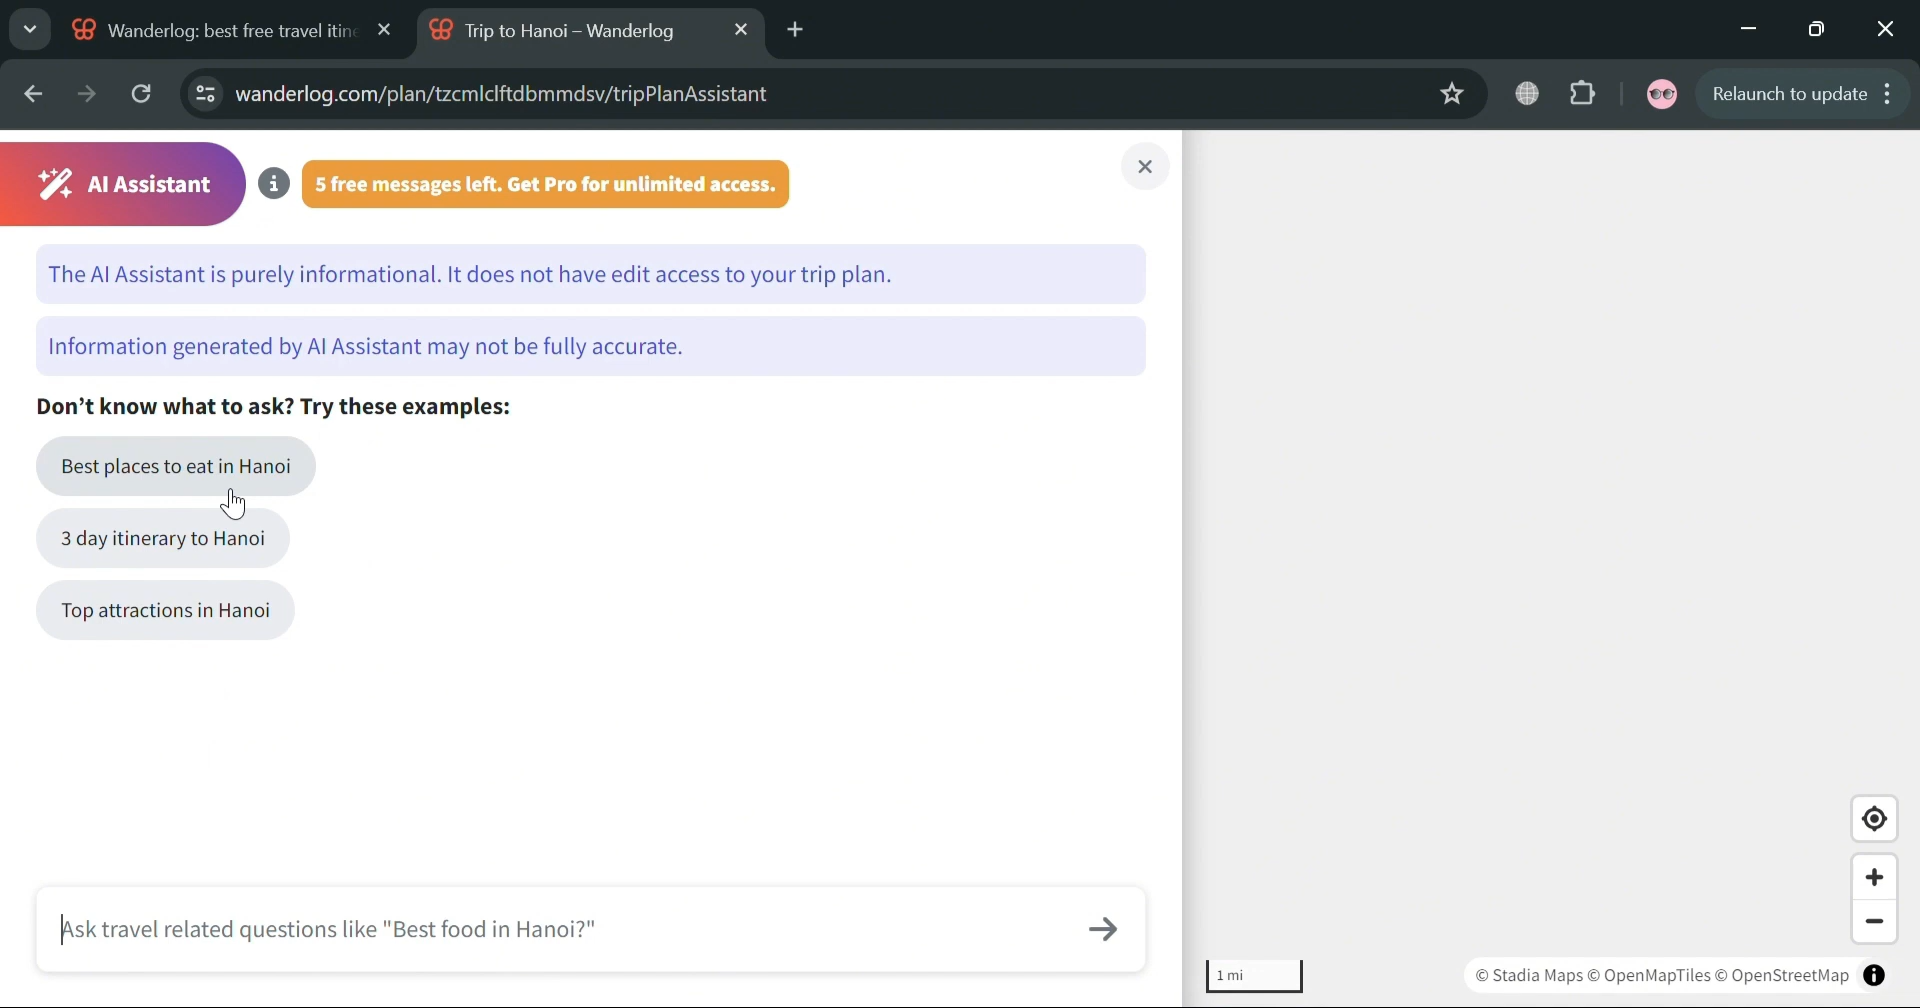 Wanderlog: best free travel itine
Trip to Hanoi – Wanderlog
wanderlog.com/plan/tzcmlclftdbmmdsv/tripPlanAssistant
Relaunch to update
AI Assistant
5 free messages left. Get Pro for unlimited access.
The AI Assistant is purely informational. It does not have edit access to your trip plan.
Information generated by AI Assistant may not be fully accurate.
Don't know what to ask? Try these examples:
Best places to eat in Hanoi
3 day itinerary to Hanoi
Top attractions in Hanoi
Ask travel related questions like "Best food in Hanoi?"
1 mi
© Stadia Maps © OpenMapTiles © OpenStreetMap